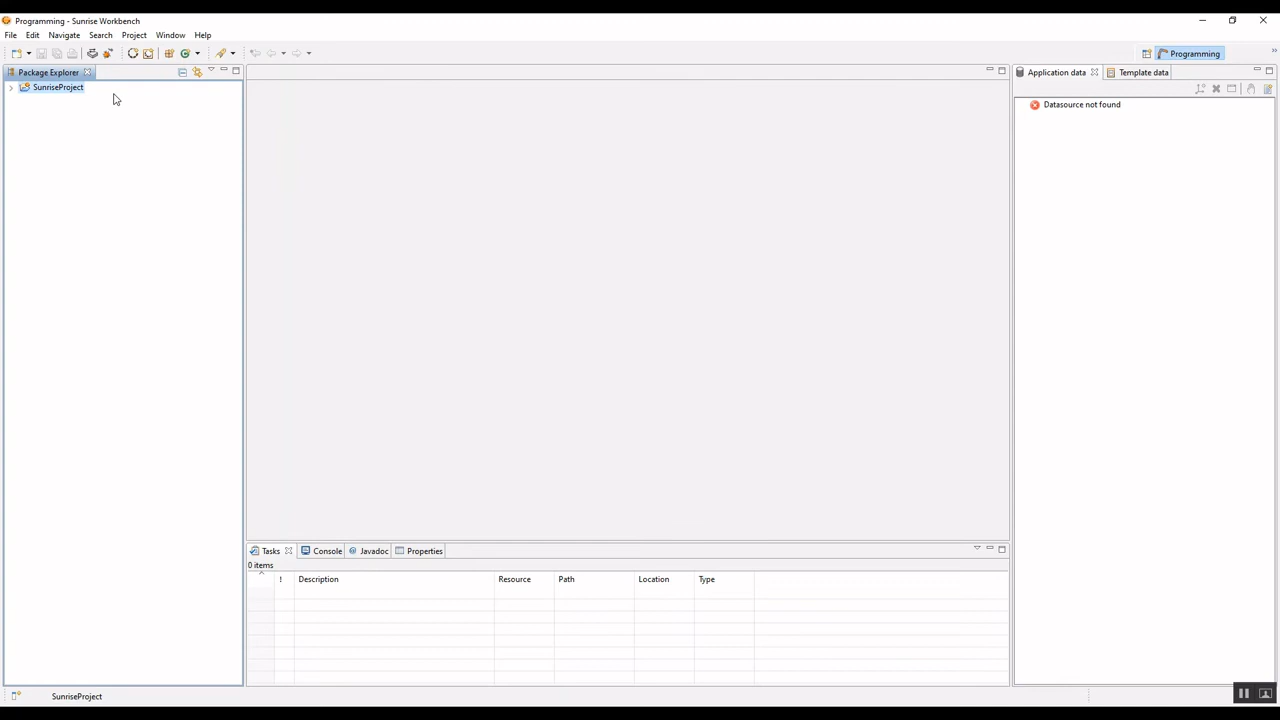 Programming - Sunrise Workbench
File Edit Navigate Search Project Window Help
Programming
Package Explorer
SunriseProject
Application data Template data
Datasource not found
Tasks Console Javadoc Properties
0 items
! Description Resource Path Location Type
SunriseProject